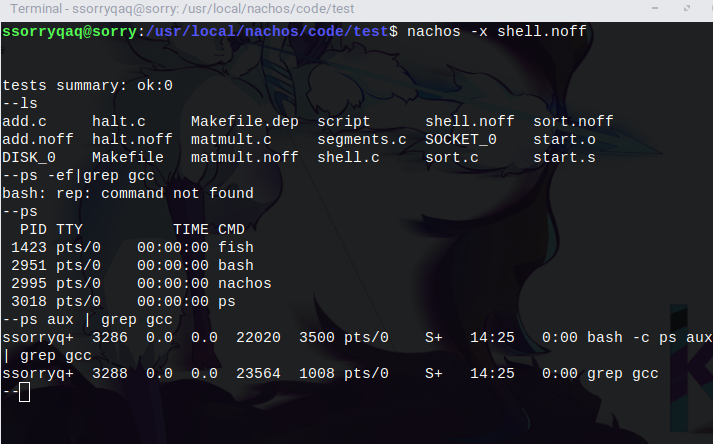 Terminal - ssorryqaq@sorry: /usr/local/nachos/code/test
ssorryqaq@sorry:/usr/local/nachos/code/test$ nachos -x shell.noff
tests summary: ok:0
--ls
add.c     halt.c     Makefile.dep  script      shell.noff  sort.noff
add.noff  halt.noff  matmult.c     segments.c  SOCKET_0    start.o
DISK_0    Makefile   matmult.noff  shell.c     sort.c      start.s
--ps -ef|grep gcc
bash: rep: command not found
--ps
  PID TTY          TIME CMD
 1423 pts/0    00:00:00 fish
 2951 pts/0    00:00:00 bash
 2995 pts/0    00:00:00 nachos
 3018 pts/0    00:00:00 ps
--ps aux | grep gcc
ssorryq+  3286  0.0  0.0  22020  3500 pts/0    S+   14:25   0:00 bash -c ps aux
| grep gcc
ssorryq+  3288  0.0  0.0  23564  1008 pts/0    S+   14:25   0:00 grep gcc
--